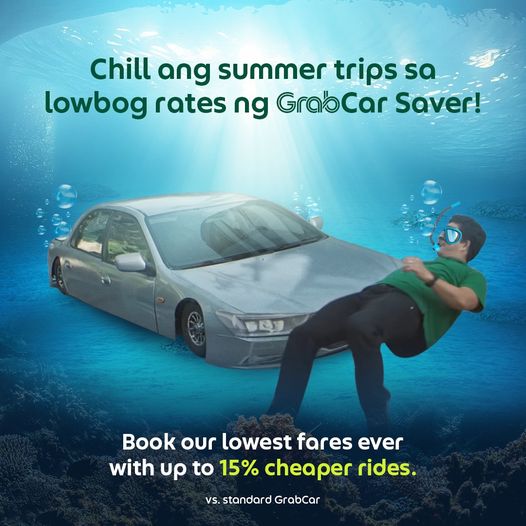 Chill ang summer trips sa
lowbog rates ng GrabCar Saver!
Book our lowest fares ever
with up to 15% cheaper rides.
vs. standard GrabCar